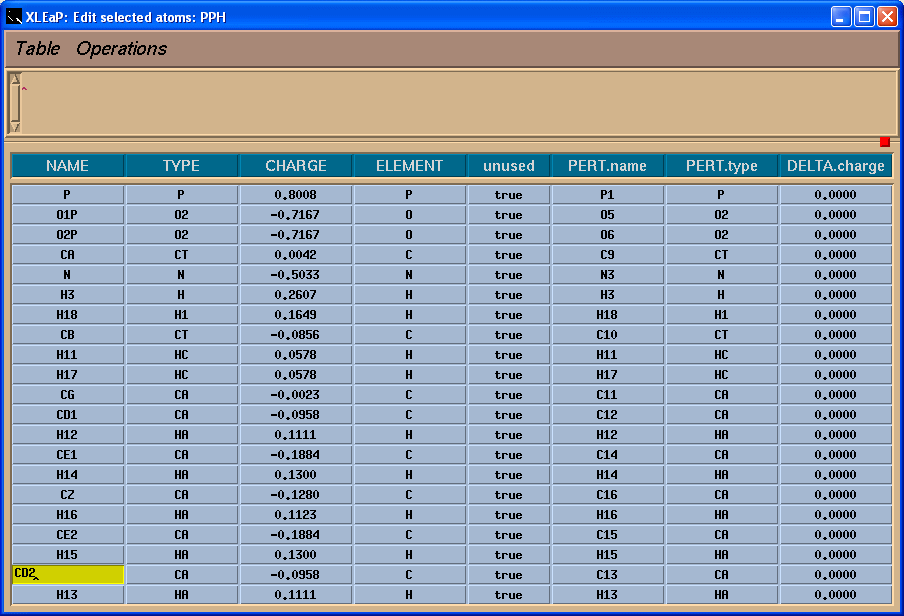 XLEaP: Edit selected atoms: PPH
Table Operations
NAME TYPE CHARGE ELEMENT unused PERT.name PERT.type DELTA.charge
P P 0.8008 P true P1 P 0.0000
O1P O2 -0.7167 O true O5 O2 0.0000
O2P O2 -0.7167 O true O6 O2 0.0000
CA CT 0.0042 C true C9 CT 0.0000
N N -0.5033 N true N3 N 0.0000
H3 H 0.2607 H true H3 H 0.0000
H18 H1 0.1649 H true H18 H1 0.0000
CB CT -0.0856 C true C10 CT 0.0000
H11 HC 0.0578 H true H11 HC 0.0000
H17 HC 0.0578 H true H17 HC 0.0000
CG CA -0.0023 C true C11 CA 0.0000
CD1 CA -0.0958 C true C12 CA 0.0000
H12 HA 0.1111 H true H12 HA 0.0000
CE1 CA -0.1884 C true C14 CA 0.0000
H14 HA 0.1300 H true H14 HA 0.0000
CZ CA -0.1280 C true C16 CA 0.0000
H16 HA 0.1123 H true H16 HA 0.0000
CE2 CA -0.1884 C true C15 CA 0.0000
H15 HA 0.1300 H true H15 HA 0.0000
CD2 CA -0.0958 C true C13 CA 0.0000
H13 HA 0.1111 H true H13 HA 0.0000